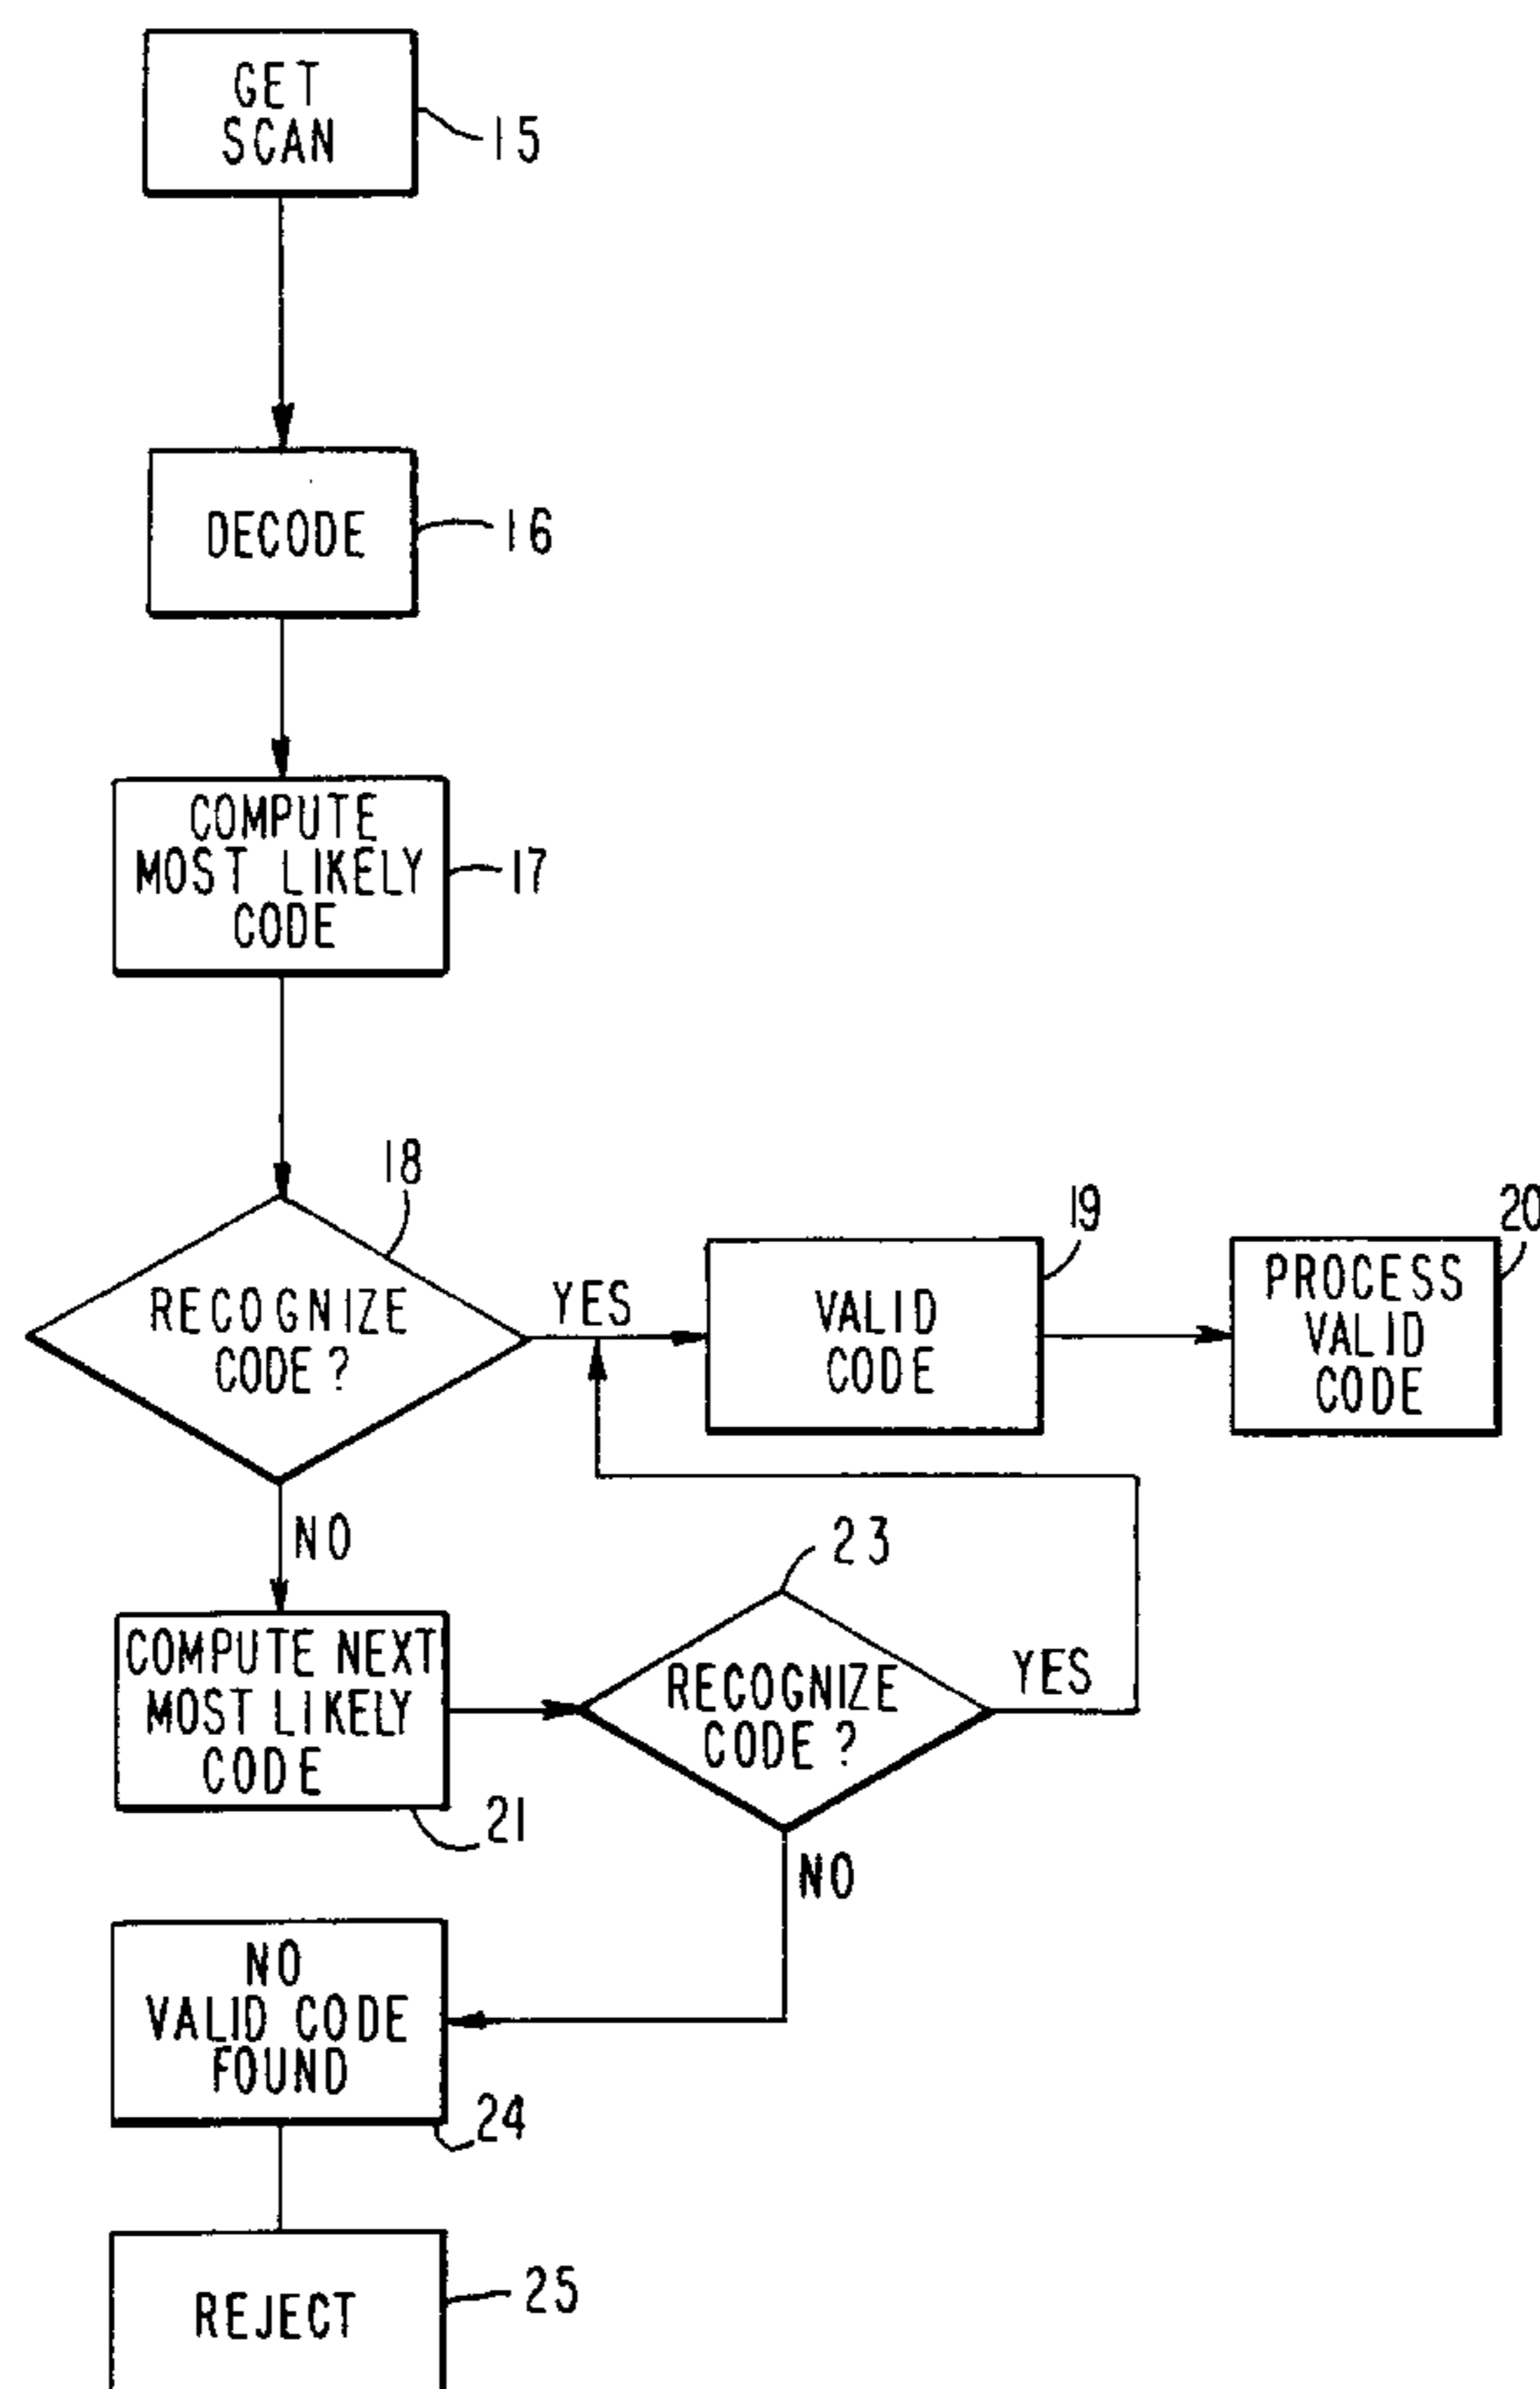 GET
SCAN
15
DECODE
16
COMPUTE
MOST LIKELY
CODE
17
18
RECOGNIZE
CODE?
YES
19
VALID
CODE
20
PROCESS
VALID
CODE
NO
COMPUTE NEXT
MOST LIKELY
CODE
21
23
RECOGNIZE
CODE?
YES
NO
NO
VALID CODE
FOUND
24
REJECT
25